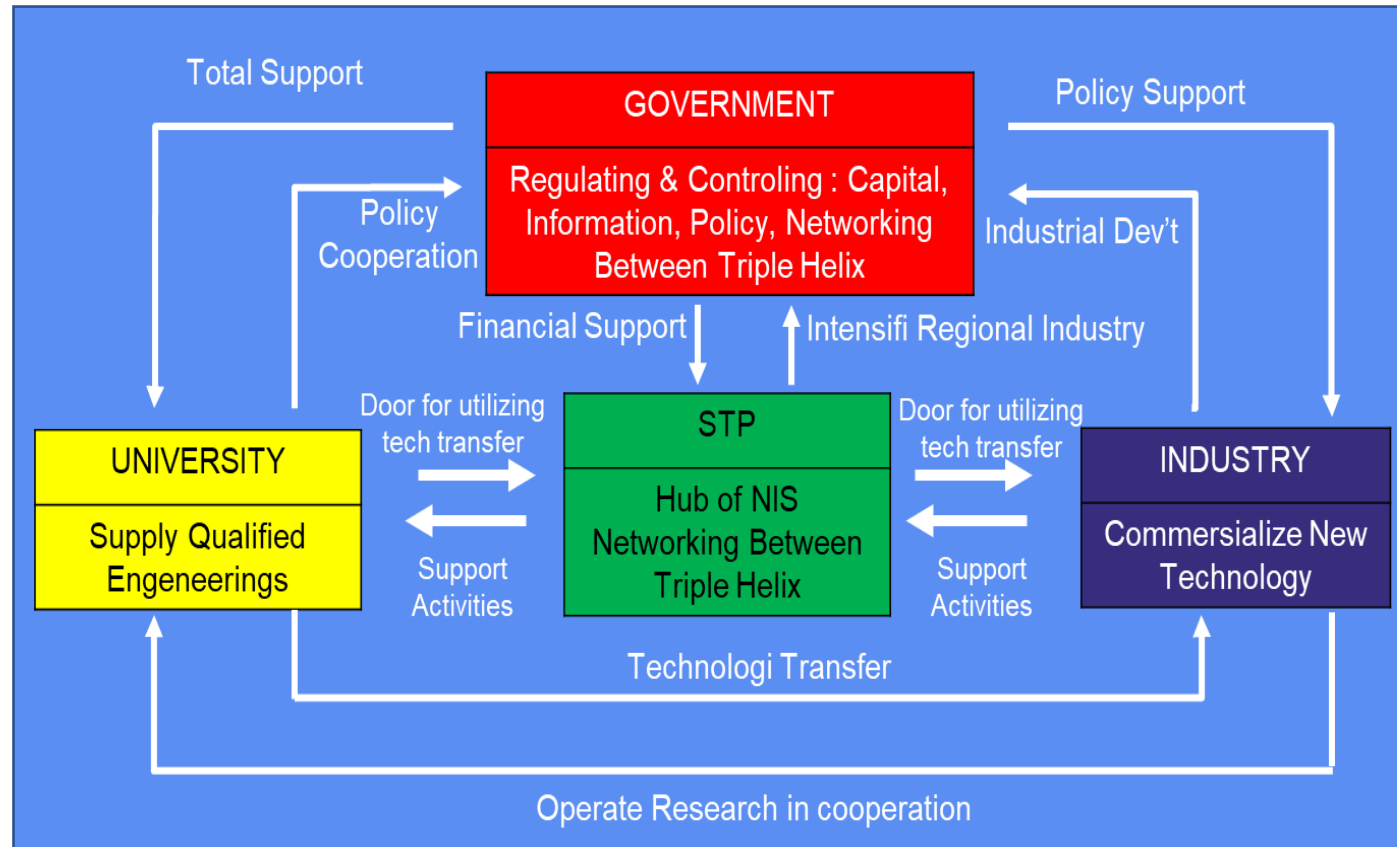 Total Support
GOVERNMENT
Policy Support
Regulating & Controling : Capital,
Information, Policy, Networking
Between Triple Helix
Policy
Cooperation
Industrial Dev't
Financial Support
Intensifi Regional Industry
Door for utilizing
tech transfer
STP
Door for utilizing
tech transfer
UNIVERSITY
INDUSTRY
Supply Qualified
Engeneerings
Hub of NIS
Networking Between
Triple Helix
Commersialize New
Technology
Support
Activities
Support
Activities
Technologi Transfer
Operate Research in cooperation